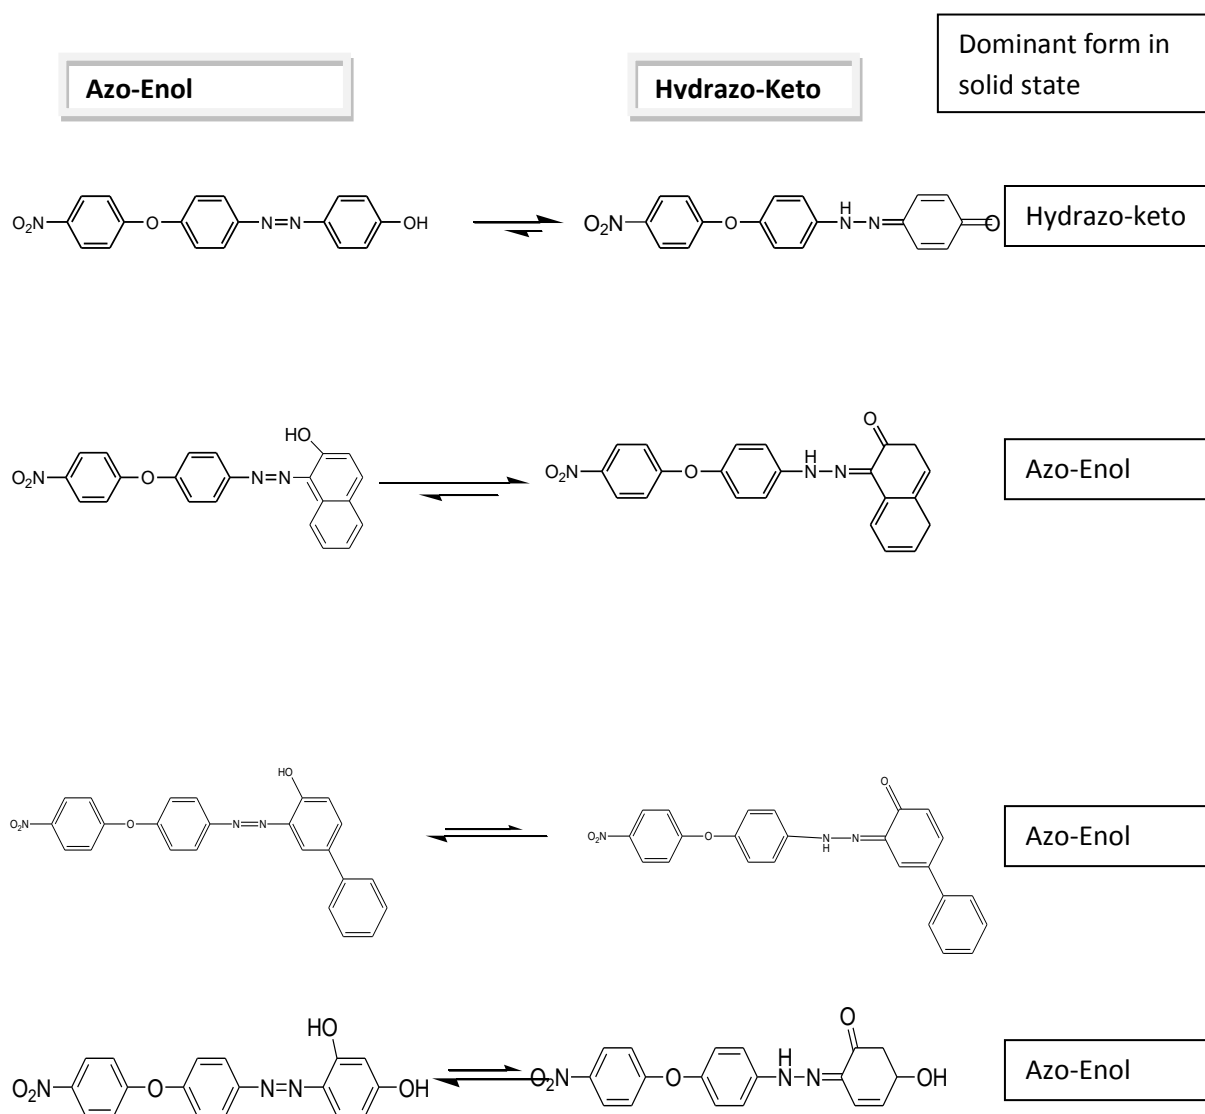 Azo-Enol
Hydrazo-Keto
Dominant form in
solid state
O₂N
O
N=N
OH
O₂N
O
H
N
N
O
Hydrazo-keto
HO
O₂N
O
N=N
O
O₂N
O
H
N
N
Azo-Enol
HO
O₂N
O
N=N
O
O₂N
O
N
H
N
Azo-Enol
HO
O₂N
O
N=N
OH
O
O₂N
O
H
N
N
OH
Azo-Enol